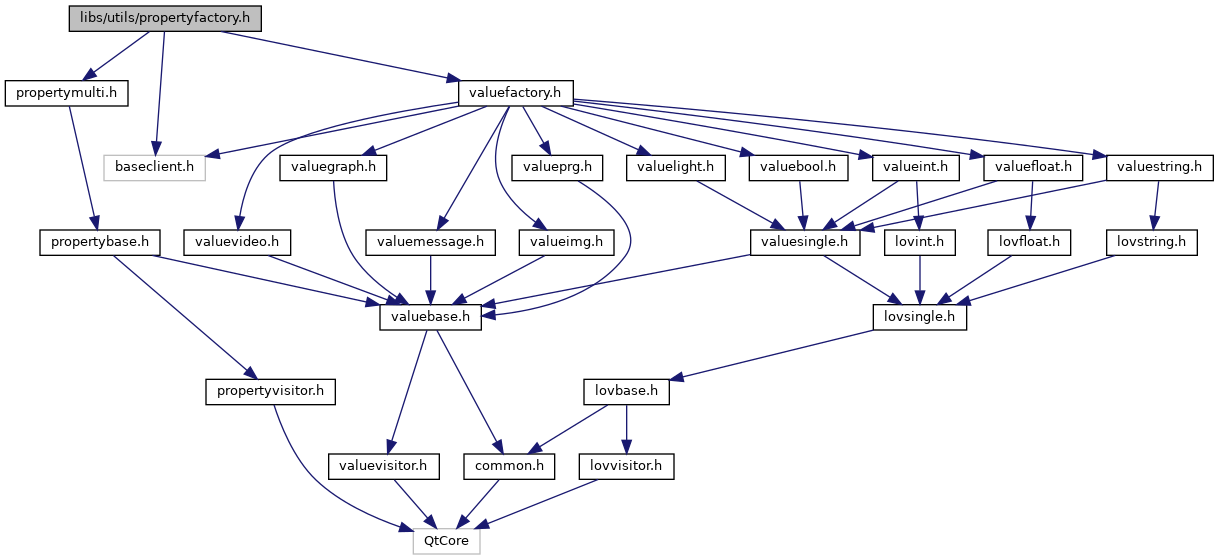 libs/utils/propertyfactory.h
propertymulti.h
valuefactory.h
baseclient.h
valuegraph.h
valueprg.h
valuelight.h
valuebool.h
valueint.h
valuefloat.h
valuestring.h
propertybase.h
valuevideo.h
valuemessage.h
valueimg.h
valuesingle.h
lovint.h
lovfloat.h
lovstring.h
valuebase.h
lovsingle.h
propertyvisitor.h
lovbase.h
valuevisitor.h
common.h
lovvisitor.h
QtCore